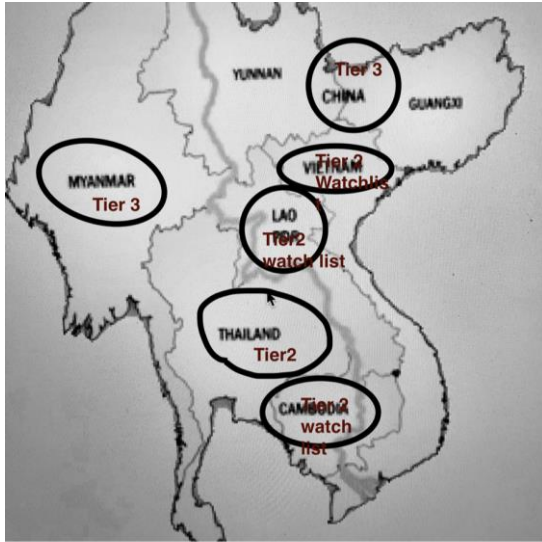 YUNNAN
Tier 3
CHINA
GUANGXI
Tier 2
VIETNAM
Watchlis
t
MYANMAR
Tier 3
LAO
PDR
Tier2
watch list
THAILAND
Tier2
Tier 2
CAMBODIA
watch
list